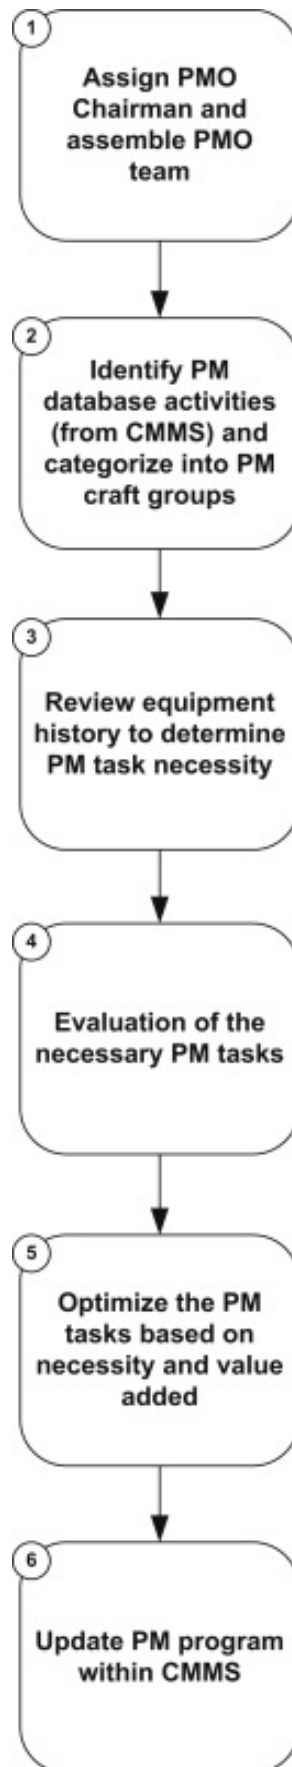 1
Assign PMO
Chairman and
assemble PMO
team
2
Identify PM
database activities
(from CMMS) and
categorize into PM
craft groups
3
Review equipment
history to determine
PM task necessity
4
Evaluation of the
necessary PM tasks
5
Optimize the PM
tasks based on
necessity and value
added
6
Update PM program
within CMMS